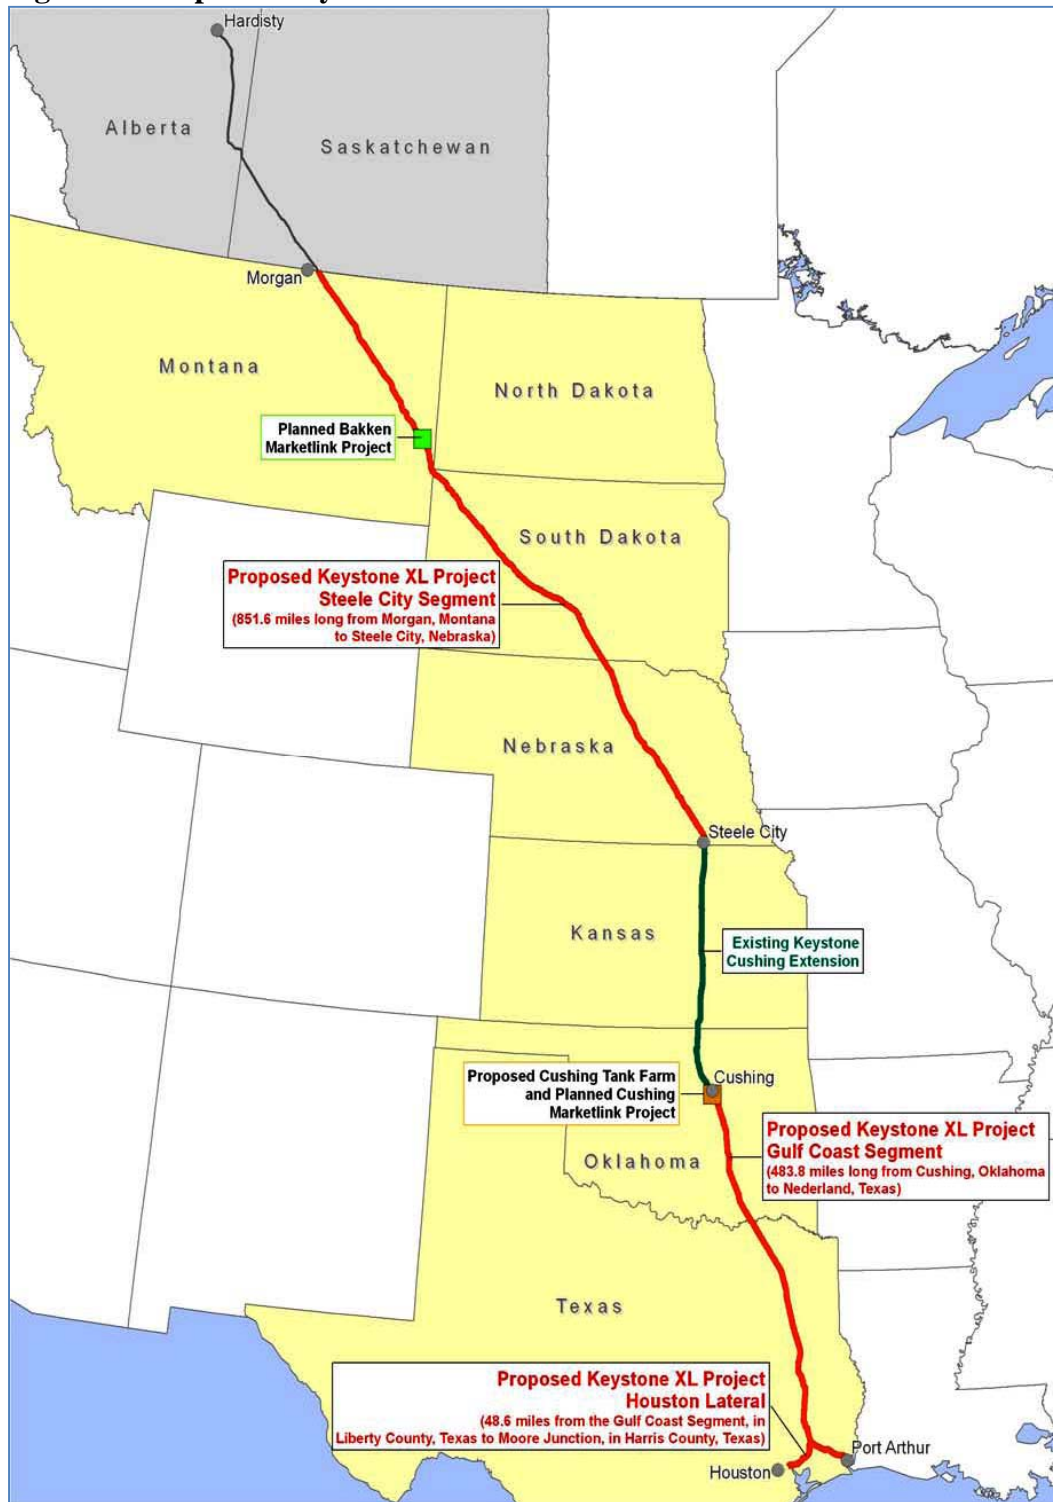 Hardisty
Alberta
Saskatchewan
Morgan
Montana
North Dakota
Planned Bakken
Marketlink Project
South Dakota
Proposed Keystone XL Project
Steele City Segment
(851.6 miles long from Morgan, Montana
to Steele City, Nebraska)
Nebraska
Steele City
Kansas
Existing Keystone
Cushing Extension
Proposed Cushing Tank Farm
and Planned Cushing
Marketlink Project
Cushing
Proposed Keystone XL Project
Gulf Coast Segment
(483.8 miles long from Cushing, Oklahoma
to Nederland, Texas)
Oklahoma
Texas
Proposed Keystone XL Project
Houston Lateral
(48.6 miles from the Gulf Coast Segment, in
Liberty County, Texas to Moore Junction, in Harris County, Texas)
Port Arthur
Houston